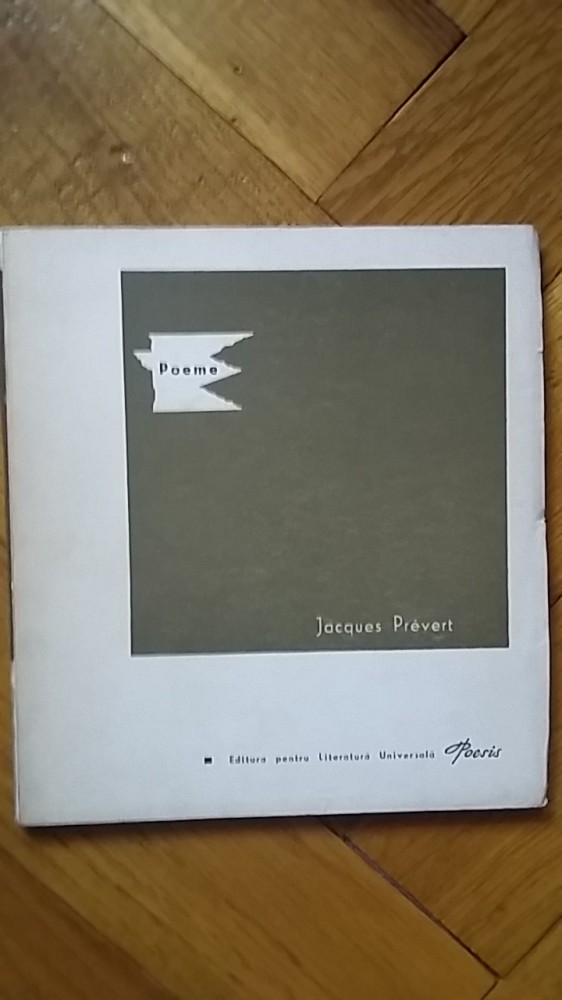 Poeme
Jacques Prévert
Editura pentru Literatură Universală Poesis